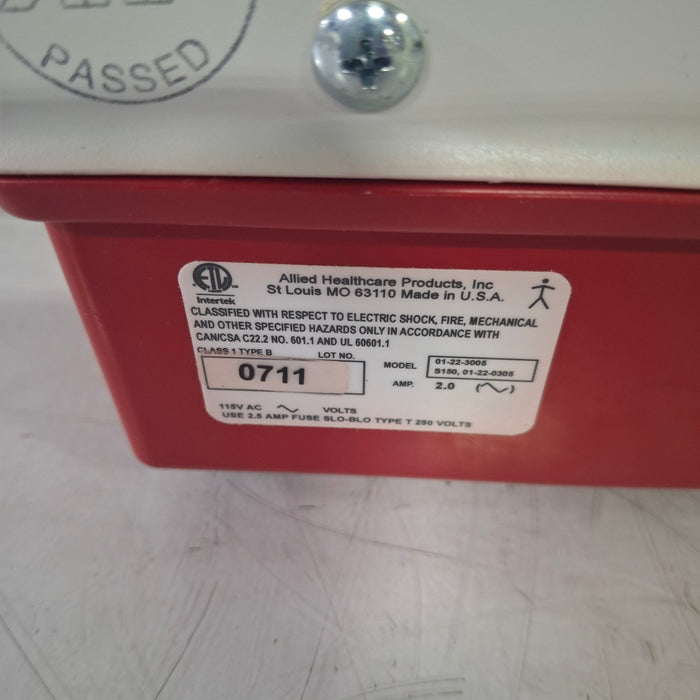 PASSED
ETL
Intertek
Allied Healthcare Products, Inc
St Louis MO 63110 Made in U.S.A.
CLASSIFIED WITH RESPECT TO ELECTRIC SHOCK, FIRE, MECHANICAL
AND OTHER SPECIFIED HAZARDS ONLY IN ACCORDANCE WITH
CAN/CSA C22.2 NO. 601.1 AND UL 60601.1
CLASS 1 TYPE B LOT NO.
0711
MODEL 01-22-3005
S150, 01-22-0305
AMP. 2.0 (~)
115V AC ~ VOLTS
USE 2.5 AMP FUSE SLO-BLO TYPE T 250 VOLTS